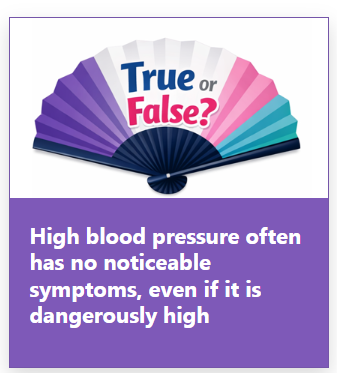 True or
False?
High blood pressure often
has no noticeable
symptoms, even if it is
dangerously high